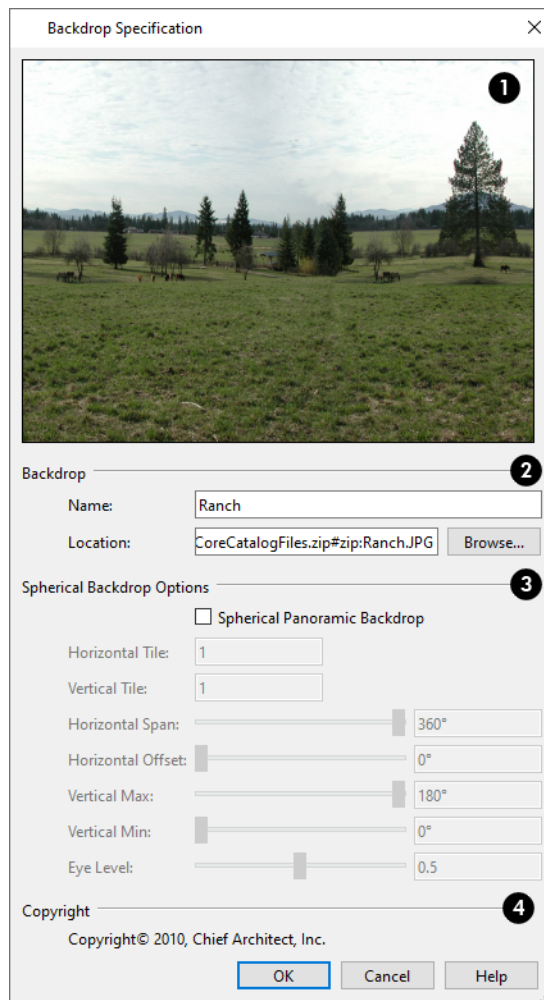 Backdrop Specification
1
Backdrop
2
Name:
Ranch
Location:
CoreCatalogFiles.zip#zip:Ranch.JPG
Browse...
Spherical Backdrop Options
3
Spherical Panoramic Backdrop
Horizontal Tile:
1
Vertical Tile:
1
Horizontal Span:
360°
Horizontal Offset:
0°
Vertical Max:
180°
Vertical Min:
0°
Eye Level:
0.5
Copyright
4
Copyright© 2010, Chief Architect, Inc.
OK
Cancel
Help